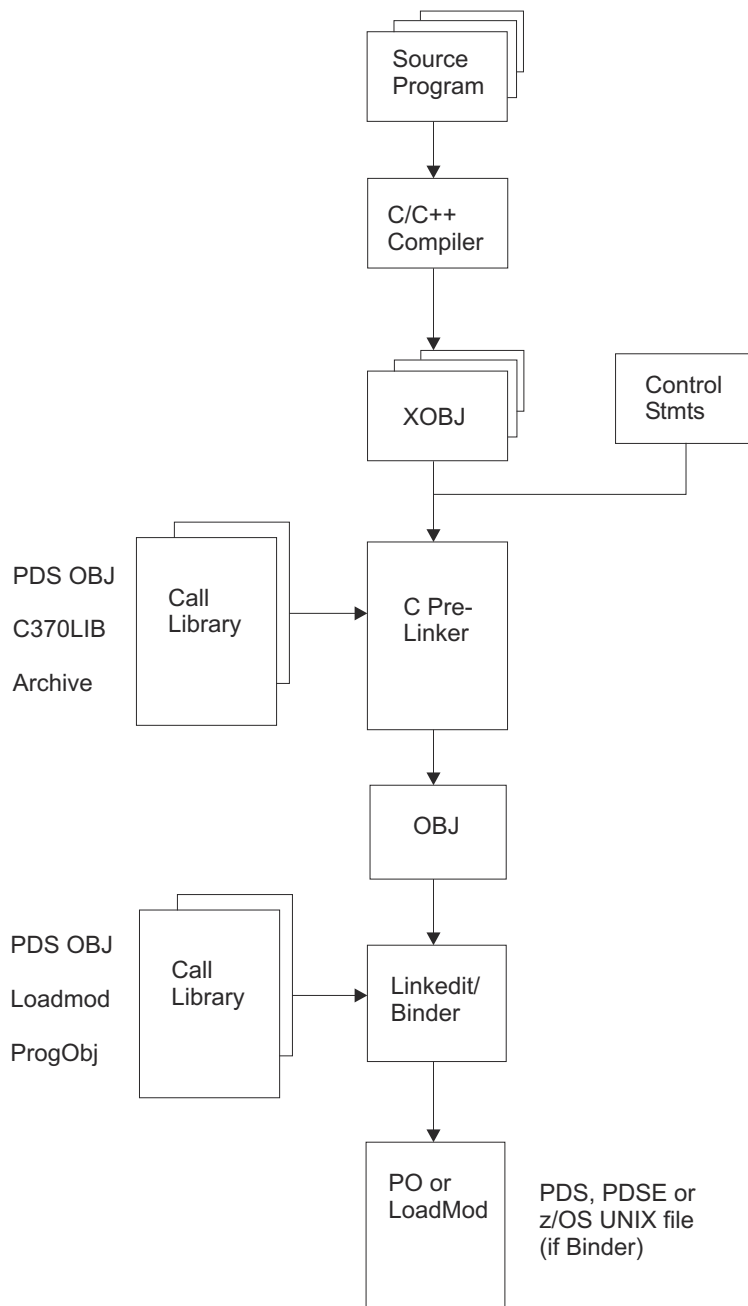 Source
Program
C/C++
Compiler
XOBJ
Control
Stmts
PDS OBJ
C370LIB
Archive
Call
Library
C Pre-
Linker
OBJ
PDS OBJ
Loadmod
ProgObj
Call
Library
Linkedit/
Binder
PO or
LoadMod
PDS, PDSE or
z/OS UNIX file
(if Binder)